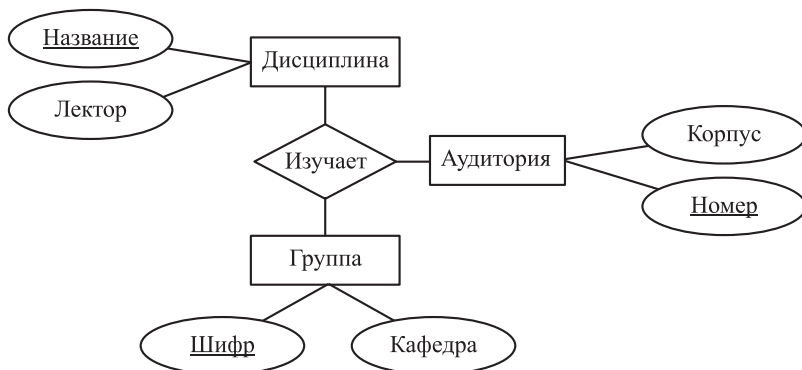 Название
Дисциплина
Лектор
Изучает
Аудитория
Корпус
Номер
Группа
Шифр
Кафедра